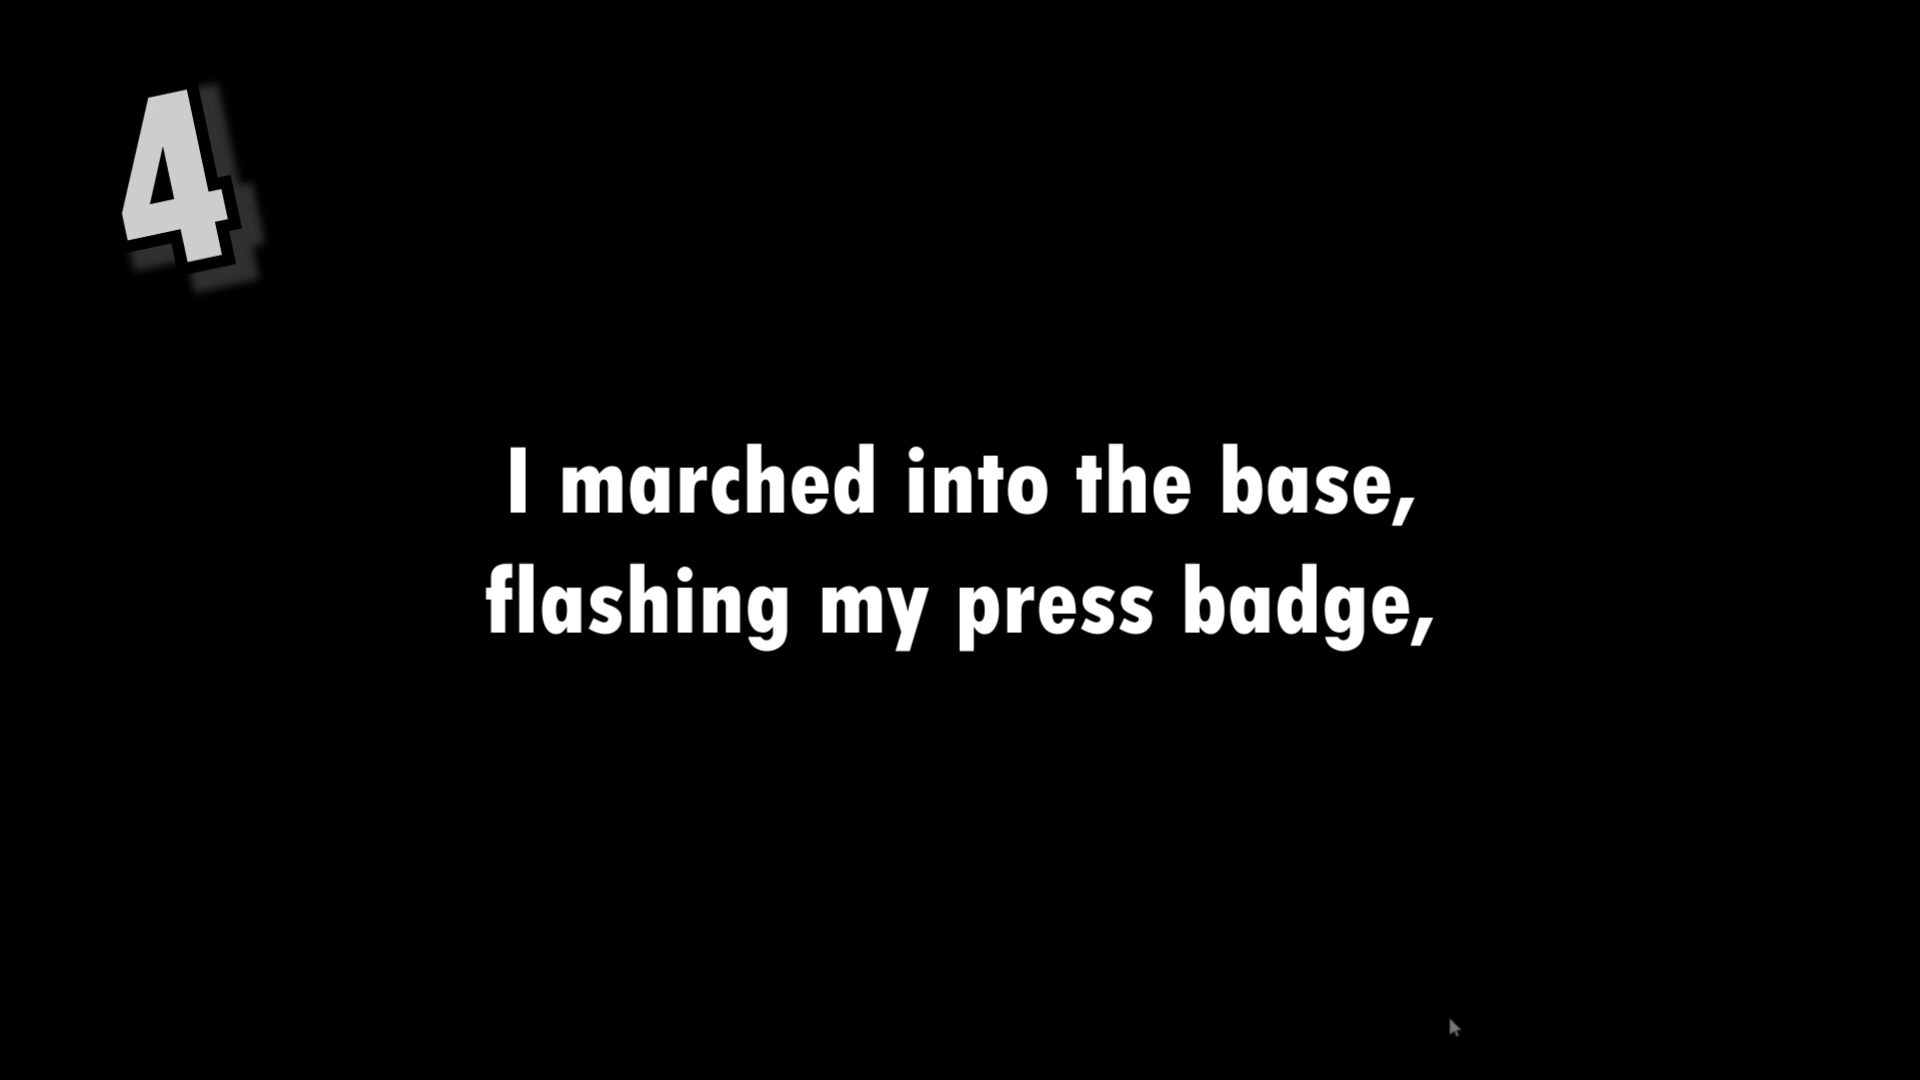 4
I marched into the base,
flashing my press badge,